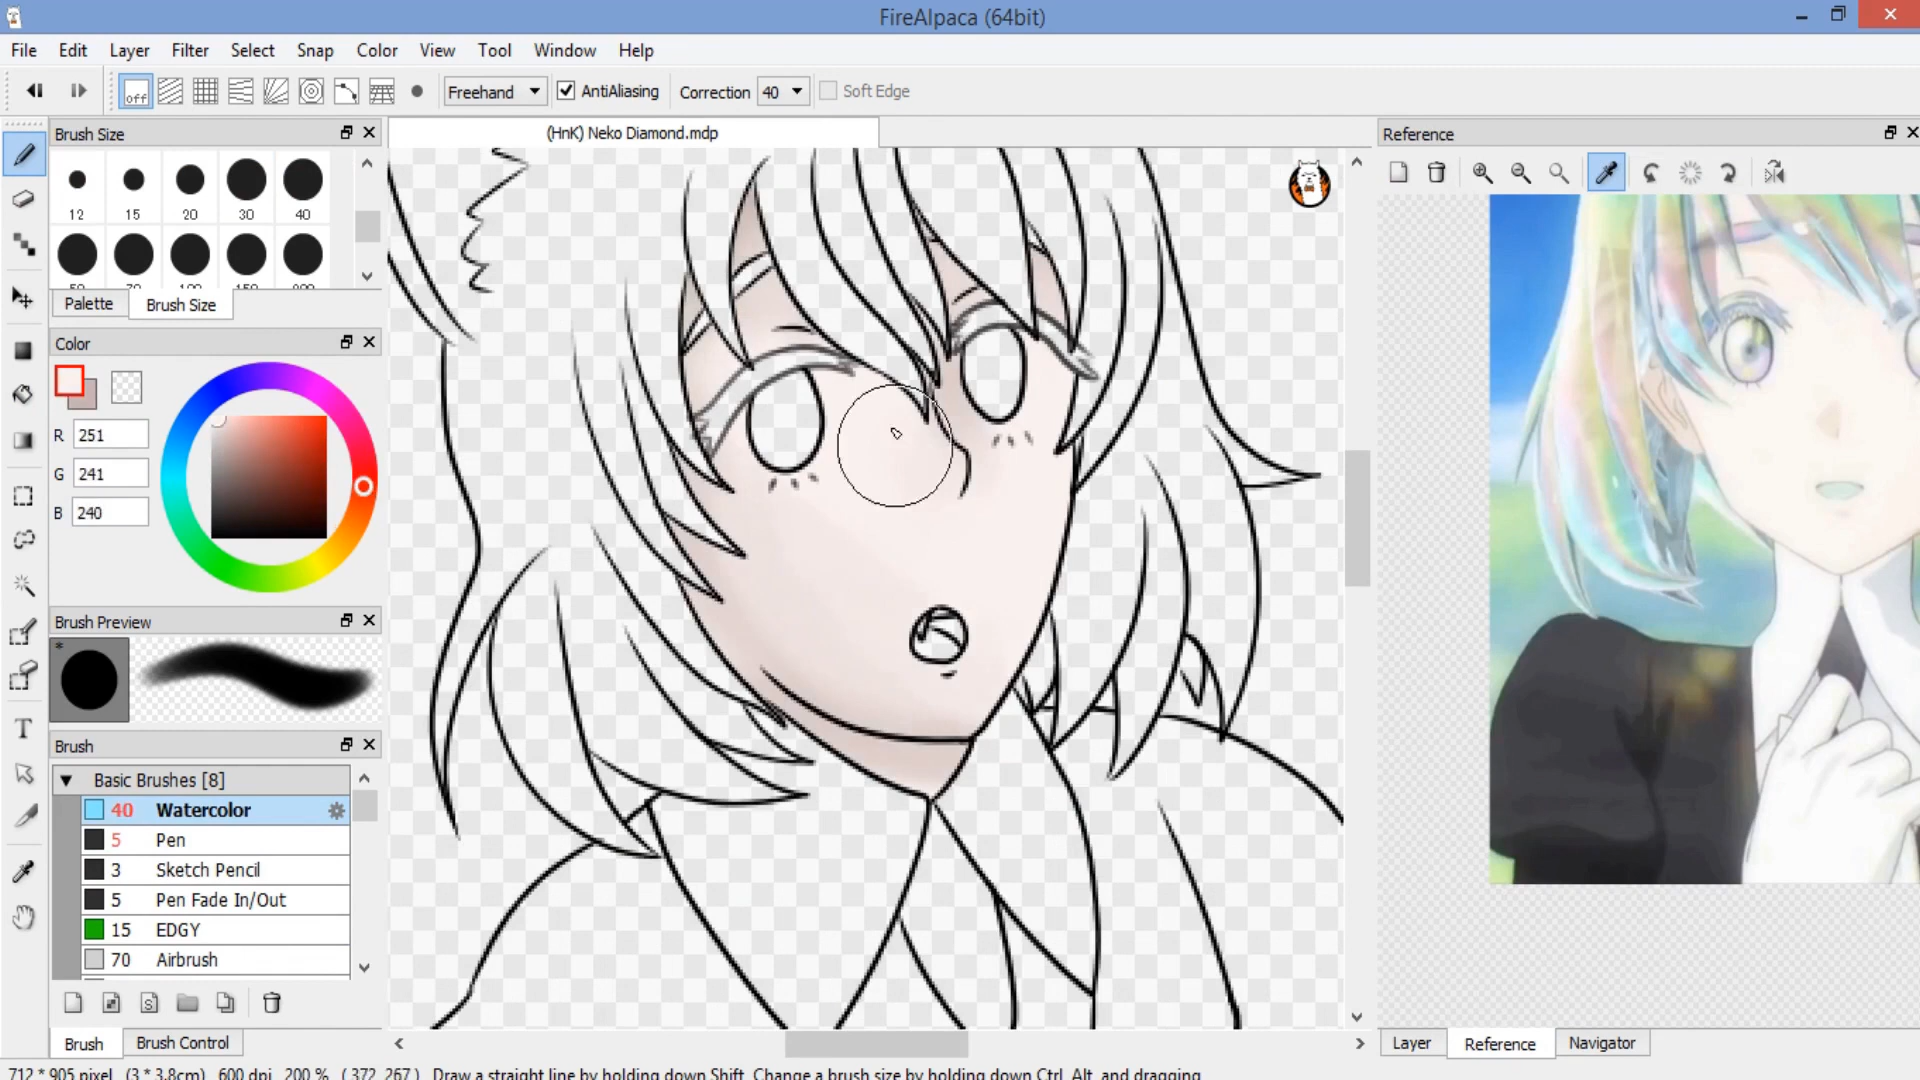 FireAlpaca (64bit)
File Edit Layer Filter Select Snap Color View Tool Window Help
off Freehand AntiAliasing Correction 40 Soft Edge
Brush Size
(HnK) Neko Diamond.mdp
Reference
12 15 20 30 40
Palette Brush Size
Color
R 251
G 241
B 240
Brush Preview
*
Brush
Basic Brushes [8]
40 Watercolor
5 Pen
3 Sketch Pencil
5 Pen Fade In/Out
15 EDGY
70 Airbrush
Brush Brush Control
Layer Reference Navigator
712 * 905 pixel (3 * 3.8cm) 600 dpi 200 % ( 372, 267 ) Draw a straight line by holding down Shift, Change a brush size by holding down Ctrl, Alt, and dragging